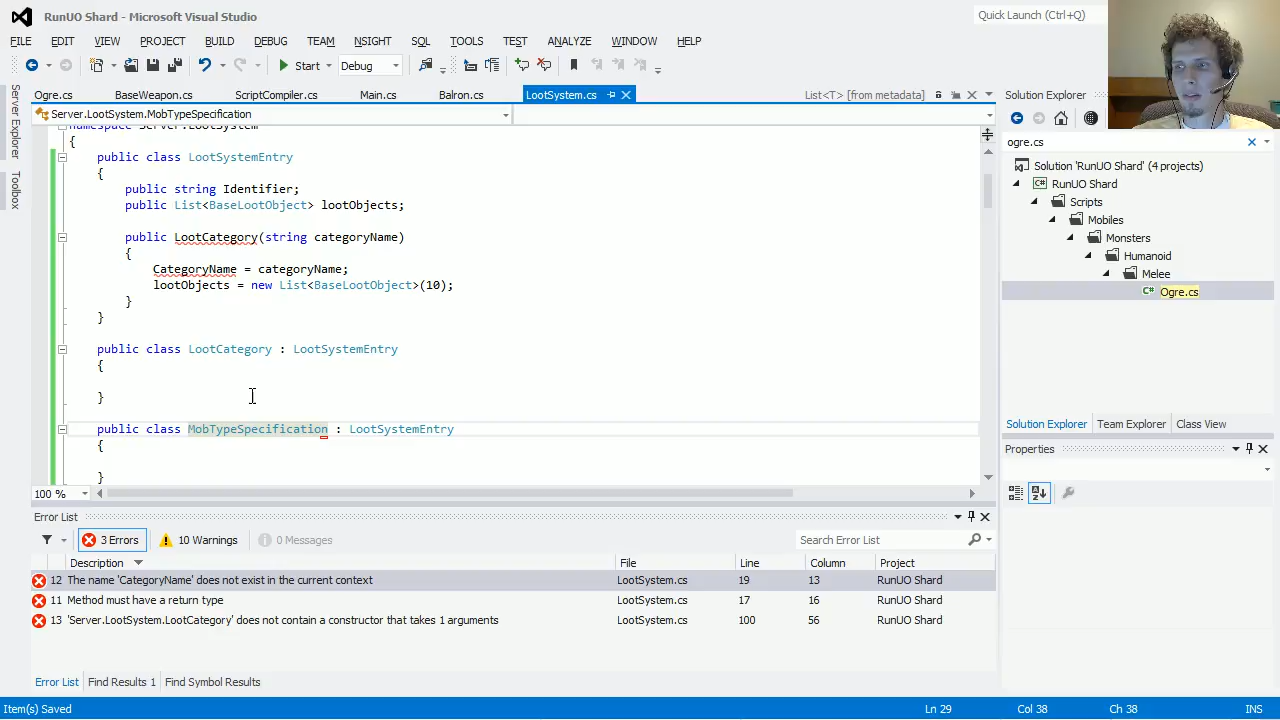 RunUO Shard - Microsoft Visual Studio
Quick Launch (Ctrl+Q)
FILE EDIT VIEW PROJECT BUILD DEBUG TEAM NSIGHT SQL TOOLS TEST ANALYZE WINDOW HELP
Start Debug
Server Explorer
Toolbox
Ogre.cs BaseWeapon.cs ScriptCompiler.cs Main.cs Balron.cs LootSystem.cs List<T> [from metadata]
Server.LootSystem.MobTypeSpecification
namespace Server.LootSystem
{
public class LootSystemEntry
{
public string Identifier;
public List<BaseLootObject> lootObjects;
public LootCategory(string categoryName)
{
CategoryName = categoryName;
lootObjects = new List<BaseLootObject>(10);
}
}
public class LootCategory : LootSystemEntry
{
}
public class MobTypeSpecification : LootSystemEntry
{
}
100 %
Solution Explorer
ogre.cs
Solution 'RunUO Shard' (4 projects)
RunUO Shard
Scripts
Mobiles
Monsters
Humanoid
Melee
C# Ogre.cs
Solution Explorer Team Explorer Class View
Properties
Error List
3 Errors 10 Warnings 0 Messages
Search Error List
Description File Line Column Project
12 The name 'CategoryName' does not exist in the current context LootSystem.cs 19 13 RunUO Shard
11 Method must have a return type LootSystem.cs 17 16 RunUO Shard
13 'Server.LootSystem.LootCategory' does not contain a constructor that takes 1 arguments LootSystem.cs 100 56 RunUO Shard
Error List Find Results 1 Find Symbol Results
Item(s) Saved Ln 29 Col 38 Ch 38 INS